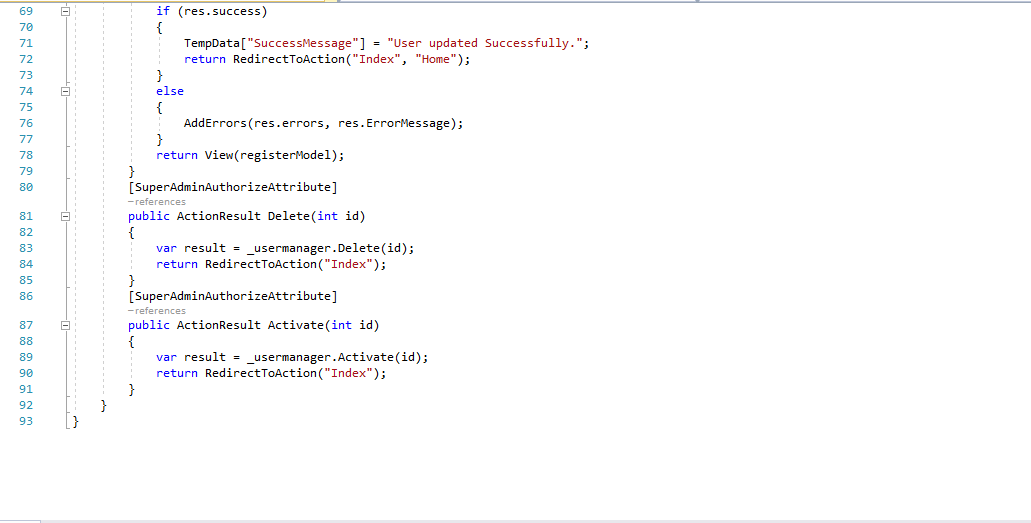 69 if (res.success)
70 {
71 TempData["SuccessMessage"] = "User updated Successfully.";
72 return RedirectToAction("Index", "Home");
73 }
74 else
75 {
76 AddErrors(res.errors, res.ErrorMessage);
77 }
78 return View(registerModel);
79 }
80 [SuperAdminAuthorizeAttribute]
–references
81 public ActionResult Delete(int id)
82 {
83 var result = _usermanager.Delete(id);
84 return RedirectToAction("Index");
85 }
86 [SuperAdminAuthorizeAttribute]
–references
87 public ActionResult Activate(int id)
88 {
89 var result = _usermanager.Activate(id);
90 return RedirectToAction("Index");
91 }
92 }
93 }